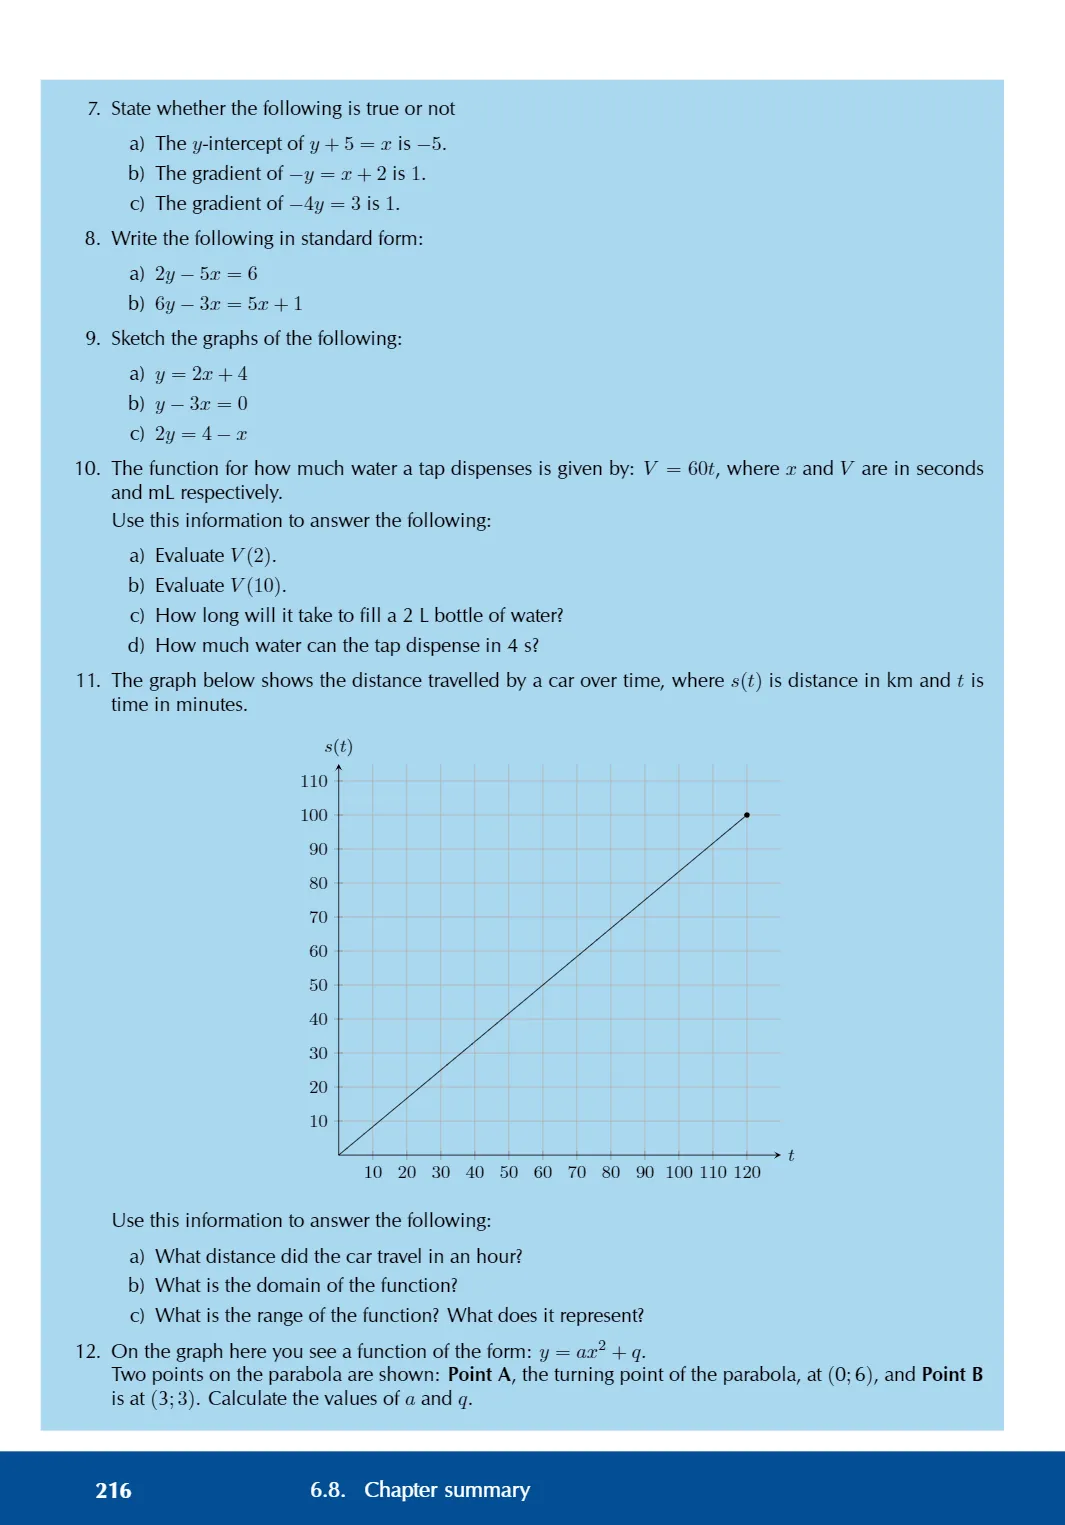 7. State whether the following is true or not
a) The y-intercept of y + 5 = x is −5.
b) The gradient of −y = x + 2 is 1.
c) The gradient of −4y = 3 is 1.
8. Write the following in standard form:
a) 2y − 5x = 6
b) 6y − 3x = 5x + 1
9. Sketch the graphs of the following:
a) y = 2x + 4
b) y − 3x = 0
c) 2y = 4 − x
10. The function for how much water a tap dispenses is given by: V = 60t, where x and V are in seconds
and mL respectively.
Use this information to answer the following:
a) Evaluate V(2).
b) Evaluate V(10).
c) How long will it take to fill a 2 L bottle of water?
d) How much water can the tap dispense in 4 s?
11. The graph below shows the distance travelled by a car over time, where s(t) is distance in km and t is
time in minutes.
s(t)
110
100
90
80
70
60
50
40
30
20
10
t
10 20 30 40 50 60 70 80 90 100 110 120
Use this information to answer the following:
a) What distance did the car travel in an hour?
b) What is the domain of the function?
c) What is the range of the function? What does it represent?
12. On the graph here you see a function of the form: y = ax² + q.
Two points on the parabola are shown: Point A, the turning point of the parabola, at (0; 6), and Point B
is at (3; 3). Calculate the values of a and q.
216 6.8. Chapter summary